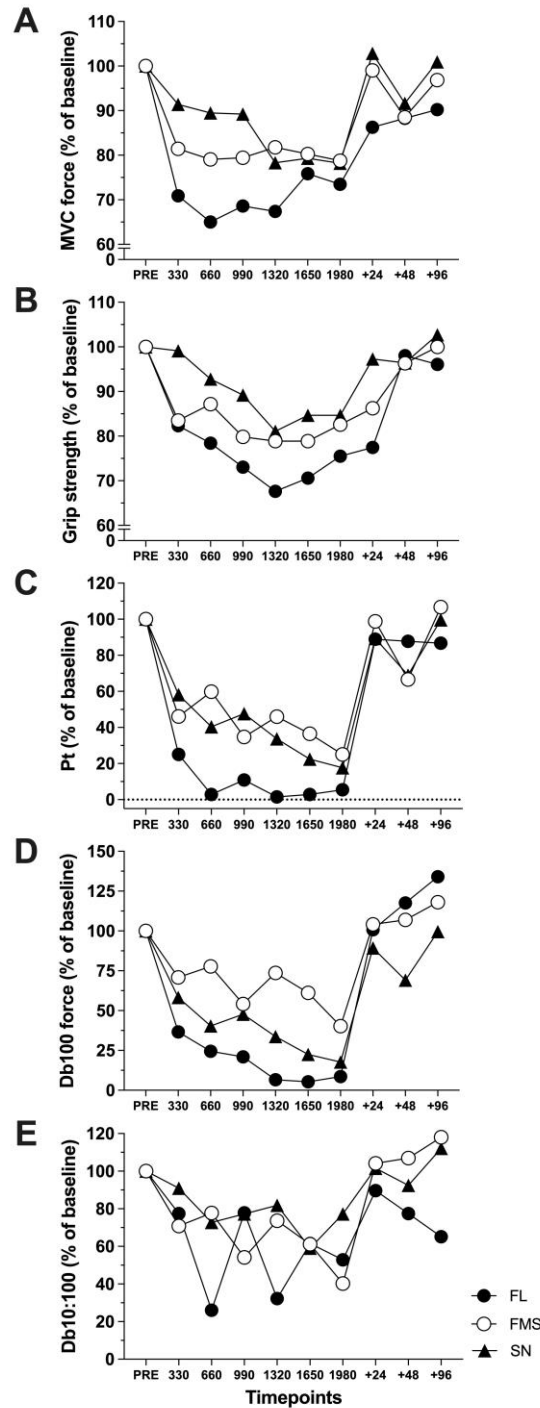 A
MVC force (% of baseline)
110
100
90
80
70
60
0
PRE 330 660 990 1320 1650 1980 +24 +48 +96
B
Grip strength (% of baseline)
110
100
90
80
70
60
0
PRE 330 660 990 1320 1650 1980 +24 +48 +96
C
Pt (% of baseline)
120
100
80
60
40
20
0
PRE 330 660 990 1320 1650 1980 +24 +48 +96
D
Db100 force (% of baseline)
150
125
100
75
50
25
0
PRE 330 660 990 1320 1650 1980 +24 +48 +96
E
Db10:100 (% of baseline)
120
100
80
60
40
20
0
PRE 330 660 990 1320 1650 1980 +24 +48 +96
Timepoints
FL
FMS
SN